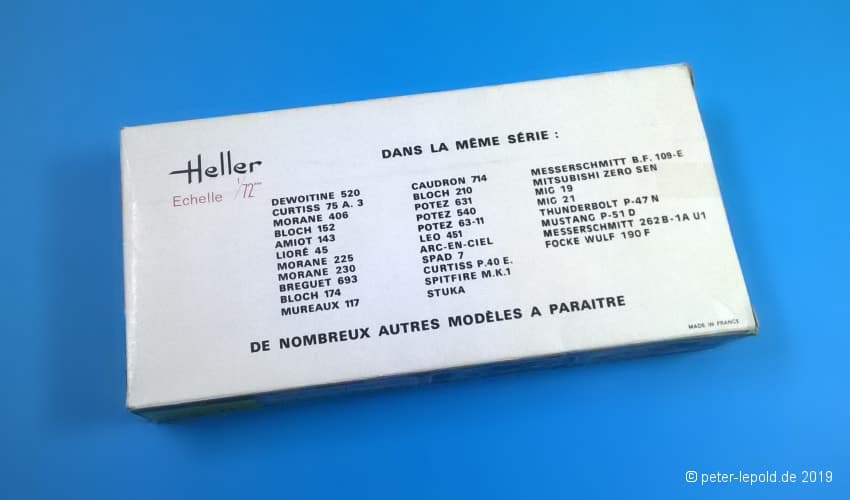 Heller
Echelle 1/72ème
DANS LA MÊME SÉRIE :
DEWOITINE 520
CURTISS 75 A. 3
MORANE 406
BLOCH 152
AMIOT 143
LIORÉ 45
MORANE 225
MORANE 230
BREGUET 693
BLOCH 174
MUREAUX 117
CAUDRON 714
BLOCH 210
POTEZ 631
POTEZ 540
POTEZ 63-11
LEO 451
ARC-EN-CIEL
SPAD 7
CURTISS P.40 E.
SPITFIRE M.K.1
STUKA
MESSERSCHMITT B.F. 109-E
MITSUBISHI ZERO SEN
MIG 19
MIG 21
THUNDERBOLT P-47 N
MUSTANG P-51 D
MESSERSCHMITT 262 B-1A U1
FOCKE WULF 190 F
DE NOMBREUX AUTRES MODÈLES A PARAITRE
MADE IN FRANCE
© peter-lepold.de 2019